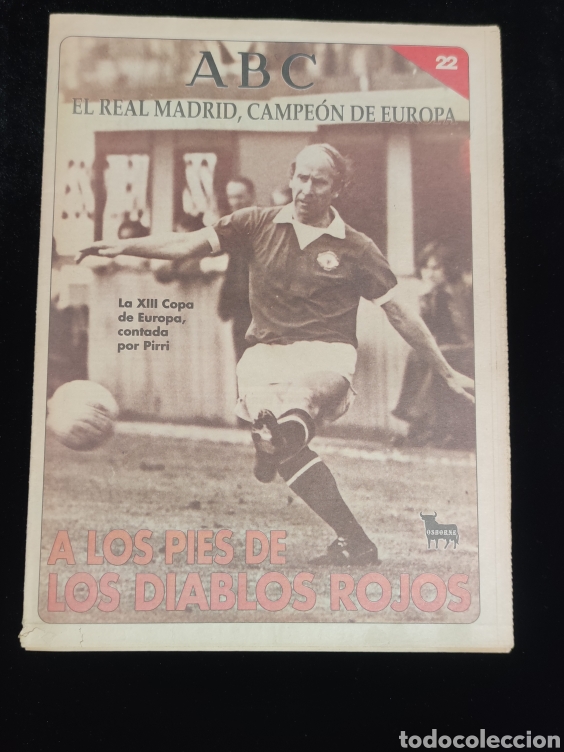 ABC
22
EL REAL MADRID, CAMPEÓN DE EUROPA
La XIII Copa
de Europa,
contada
por Pirri
OSBORNE
A LOS PIES DE
LOS DIABLOS ROJOS
todocoleccion